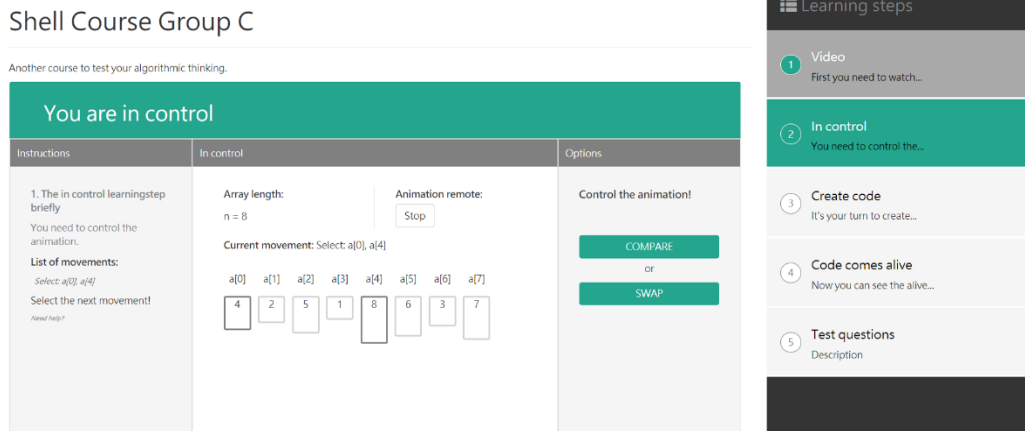 Shell Course Group C
Another course to test your algorithmic thinking.
You are in control
Instructions
In control
Options
1. The in control learningstep
briefly
You need to control the
animation.
List of movements:
Select: a[0], a[4]
Select the next movement!
Need help?
Array length:
n = 8
Animation remote:
Stop
Current movement: Select: a[0], a[4]
a[0] a[1] a[2] a[3] a[4] a[5] a[6] a[7]
4 2 5 1 8 6 3 7
Control the animation!
COMPARE
or
SWAP
Learning steps
1
Video
First you need to watch...
2
In control
You need to control the...
3
Create code
It's your turn to create...
4
Code comes alive
Now you can see the alive...
5
Test questions
Description